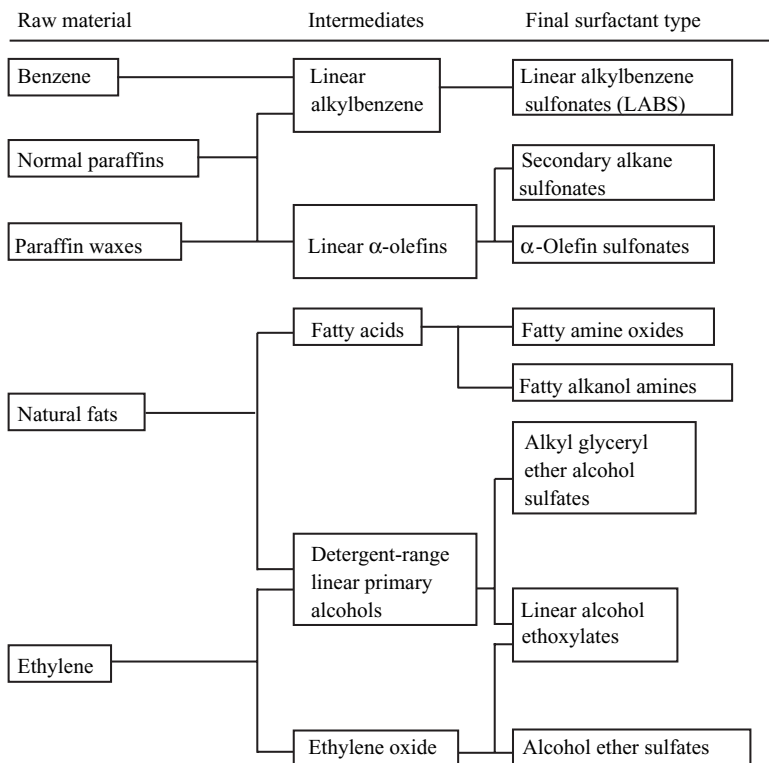 Raw material
Intermediates
Final surfactant type
Benzene
Linear
alkylbenzene
Linear alkylbenzene
sulfonates (LABS)
Normal paraffins
Secondary alkane
sulfonates
Paraffin waxes
Linear α-olefins
α-Olefin sulfonates
Fatty acids
Fatty amine oxides
Fatty alkanol amines
Natural fats
Alkyl glyceryl
ether alcohol
sulfates
Detergent-range
linear primary
alcohols
Linear alcohol
ethoxylates
Ethylene
Ethylene oxide
Alcohol ether sulfates